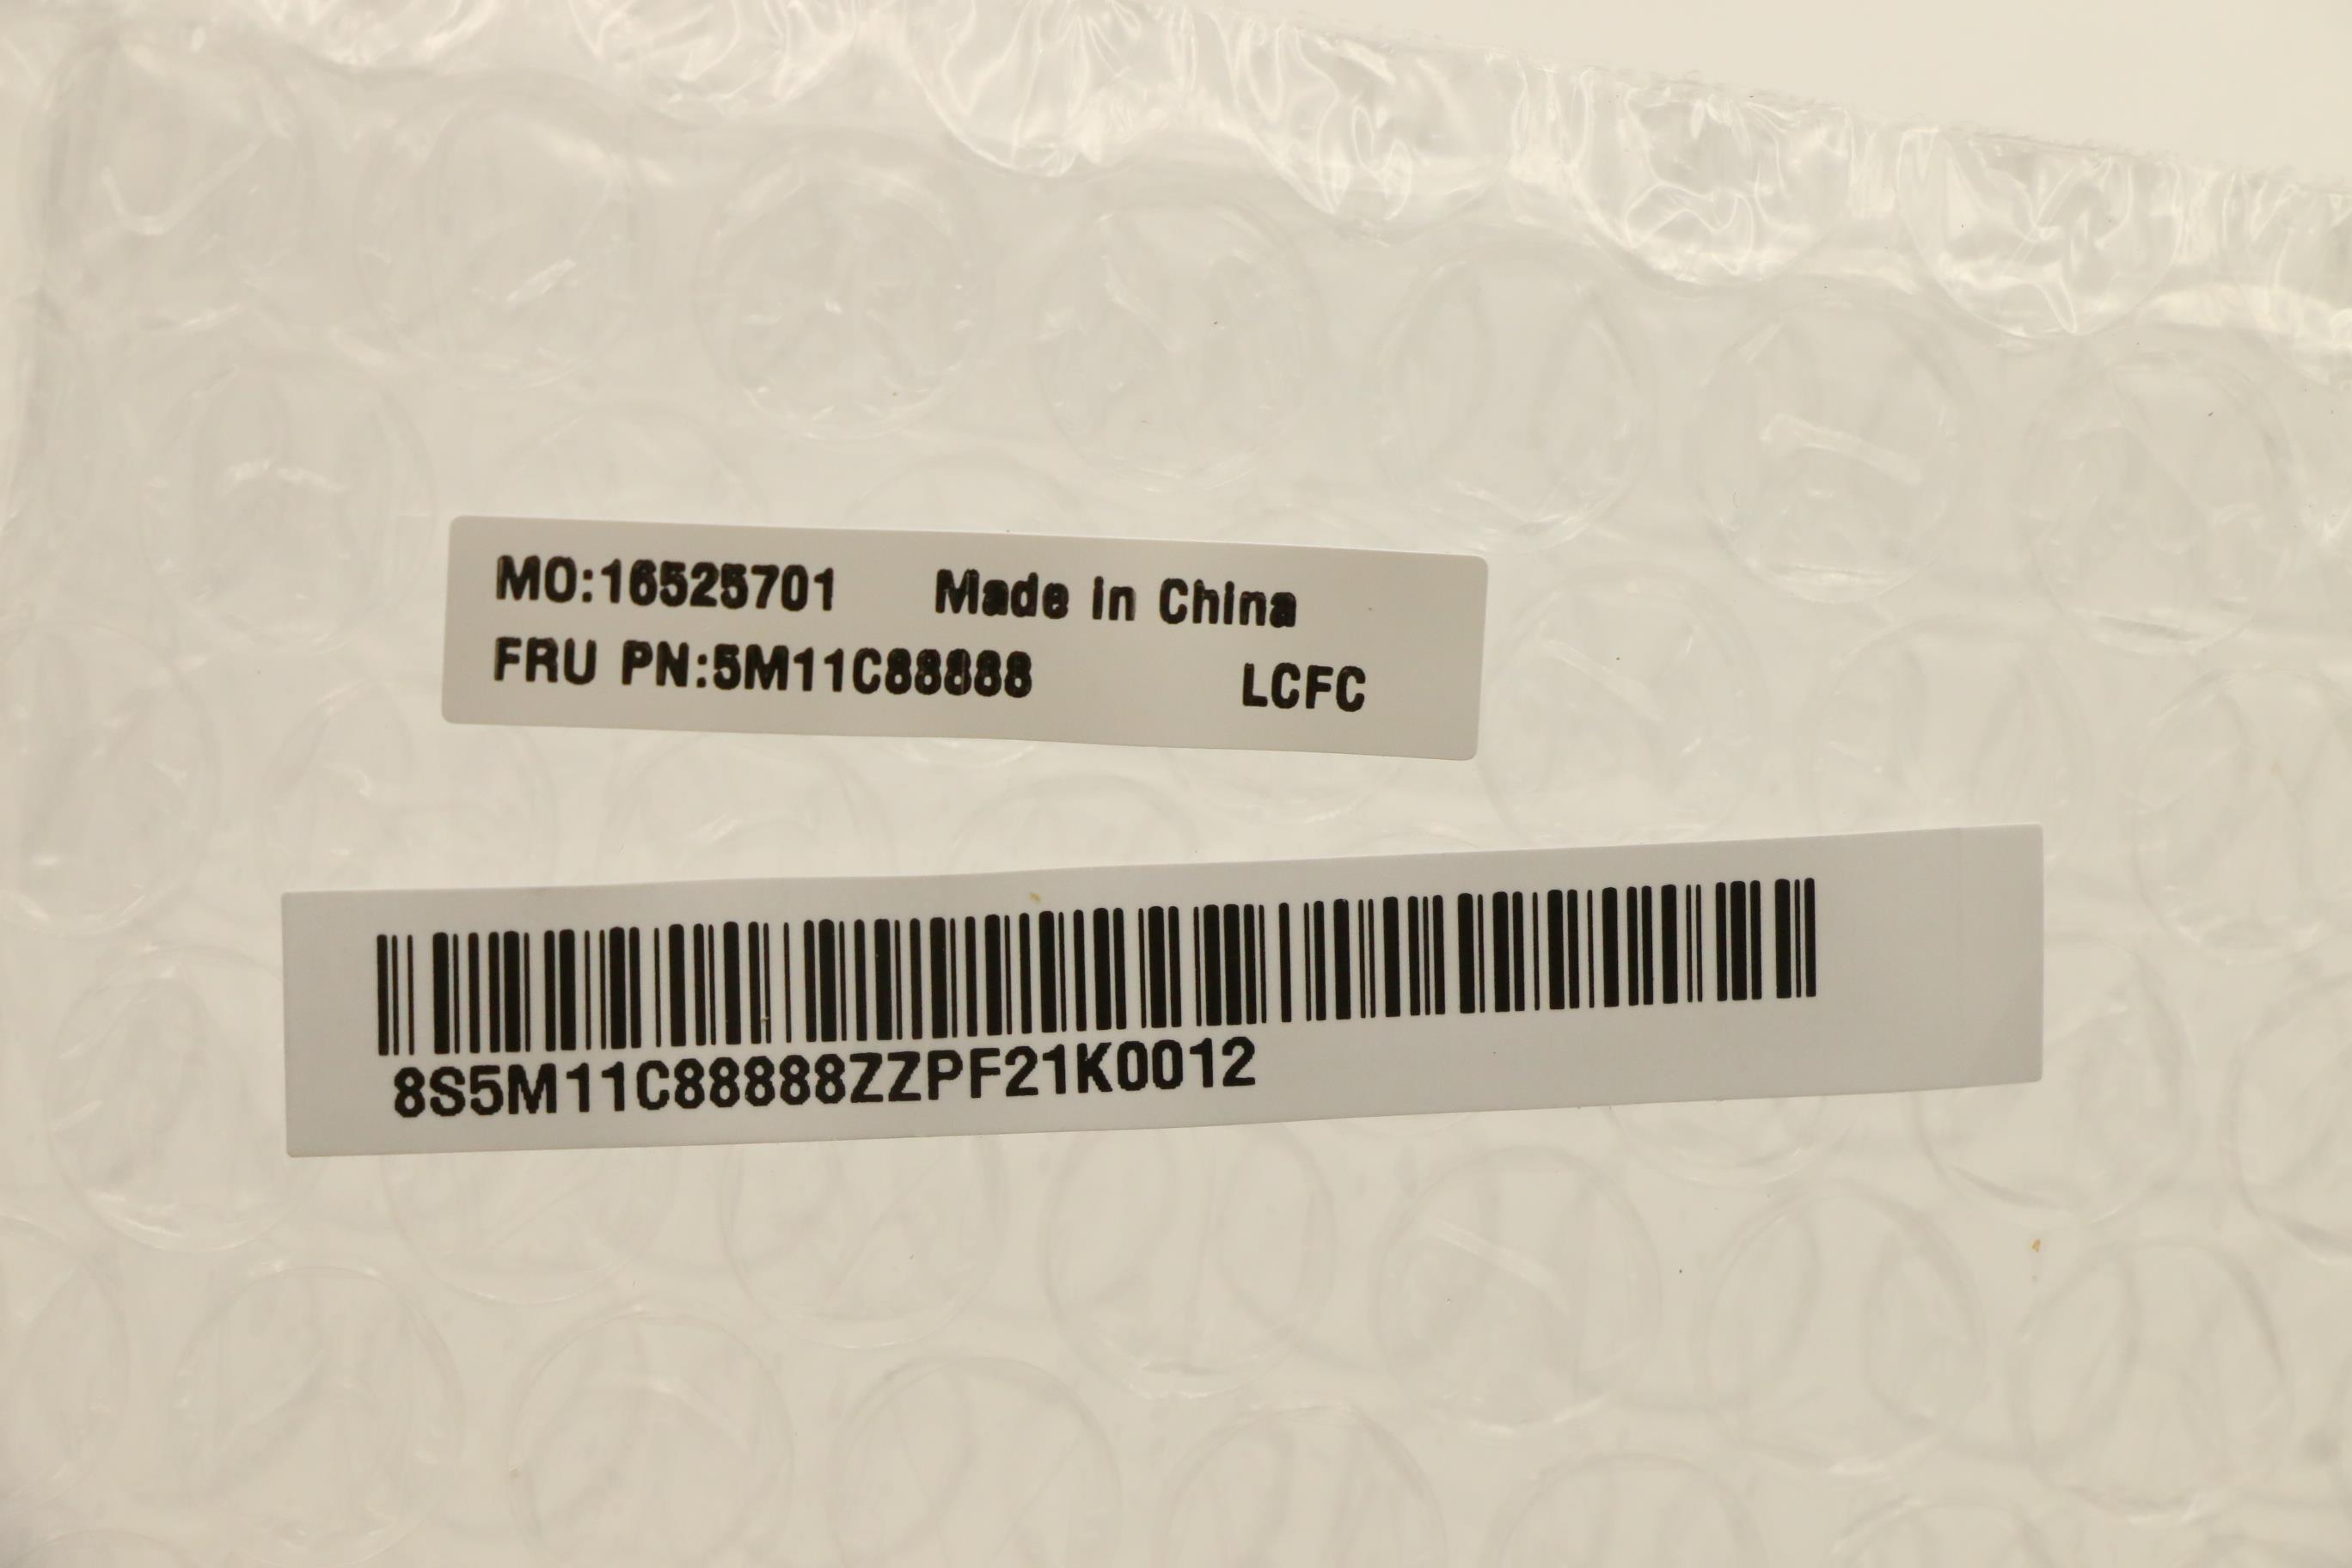 MO:16525701 Made in China
FRU PN:5M11C88888 LCFC
8S5M11C88888ZZPF21K0012